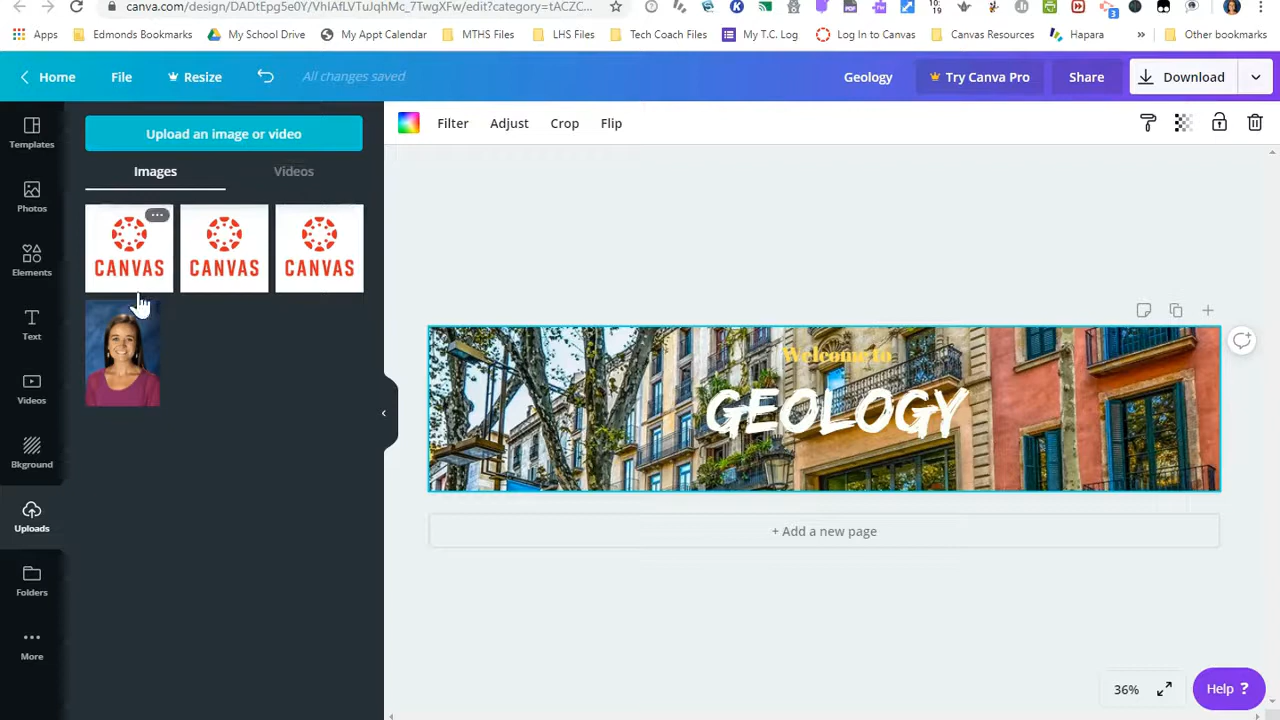 canva.com/design/DADtEpg5e0Y/VhIAfLVTuJqhMc_7TwgXFw/edit?category=tACZC...
Apps
Edmonds Bookmarks
My School Drive
My Appt Calendar
MTHS Files
LHS Files
Tech Coach Files
My T.C. Log
Log In to Canvas
Canvas Resources
Hapara
»
Other bookmarks
Home
File
Resize
All changes saved
Geology
Try Canva Pro
Share
Download
Templates
Photos
Elements
Text
Videos
Bkground
Uploads
Folders
More
Upload an image or video
Images
Videos
CANVAS
CANVAS
CANVAS
Filter
Adjust
Crop
Flip
Welcome to
GEOLOGY
+ Add a new page
36%
Help ?